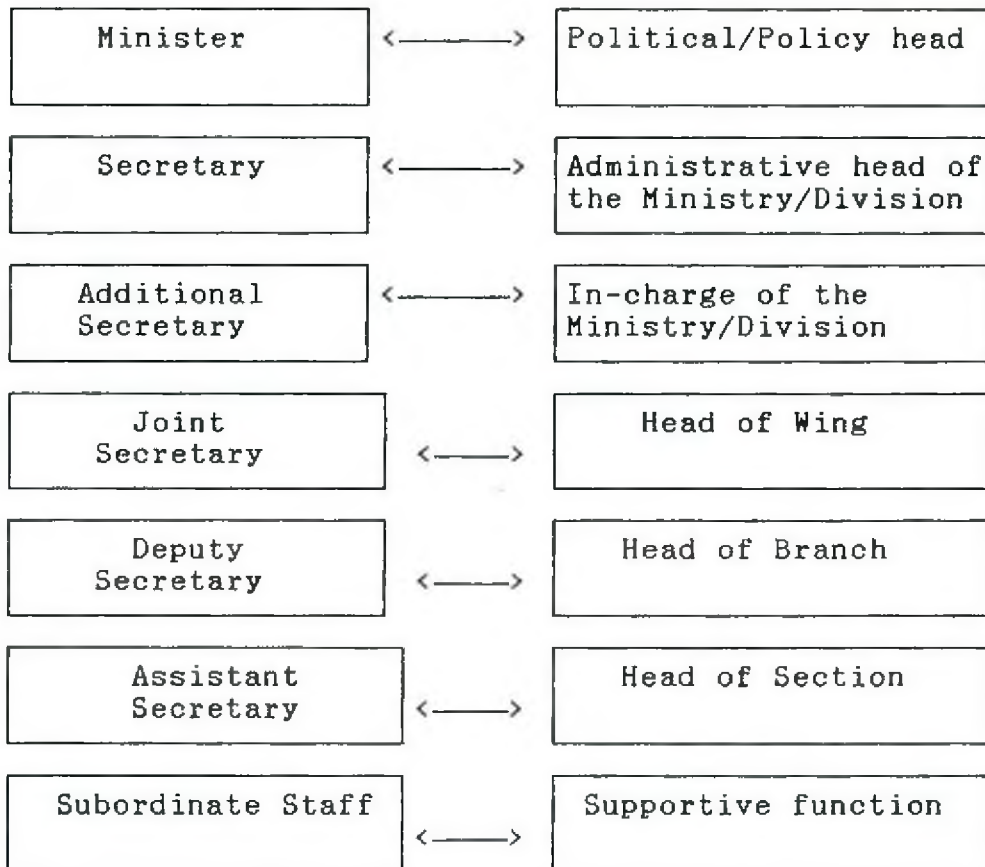 Minister <———> Political/Policy head
Secretary <———> Administrative head of
the Ministry/Division
Additional <———> In-charge of the
Secretary Ministry/Division
Joint Head of Wing
Secretary <———>
Deputy Head of Branch
Secretary <———>
Assistant Head of Section
Secretary <———>
Subordinate Staff Supportive function
<———>